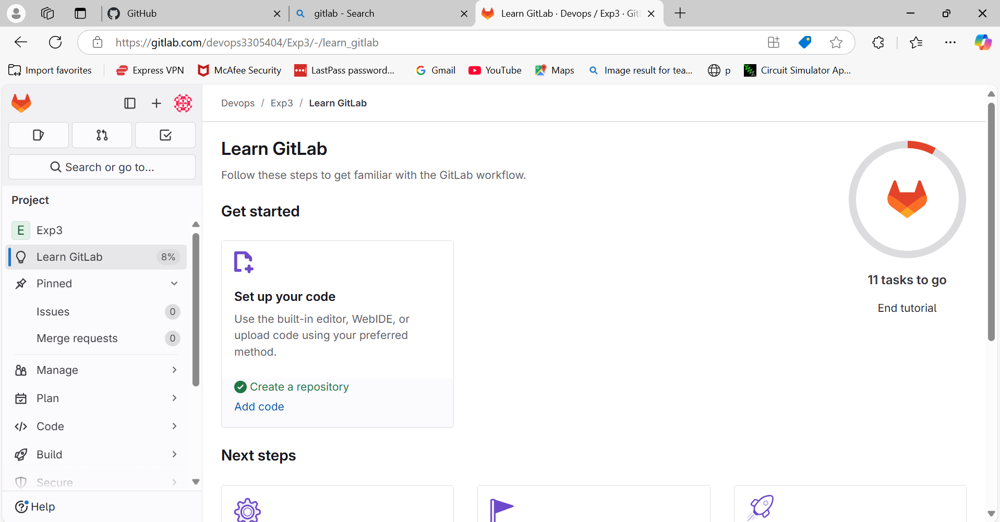 GitHub
gitlab - Search
Learn GitLab · Devops / Exp3 · Git
https://gitlab.com/devops3305404/Exp3/-/learn_gitlab
Import favorites
Express VPN
McAfee Security
LastPass password...
Gmail
YouTube
Maps
Image result for tea...
p
Circuit Simulator Ap...
Devops / Exp3 / Learn GitLab
Search or go to...
Project
E Exp3
Learn GitLab 8%
Pinned
Issues 0
Merge requests 0
Manage
Plan
Code
Build
Secure
Help
Learn GitLab
Follow these steps to get familiar with the GitLab workflow.
Get started
Set up your code
Use the built-in editor, WebIDE, or
upload code using your preferred
method.
Create a repository
Add code
11 tasks to go
End tutorial
Next steps